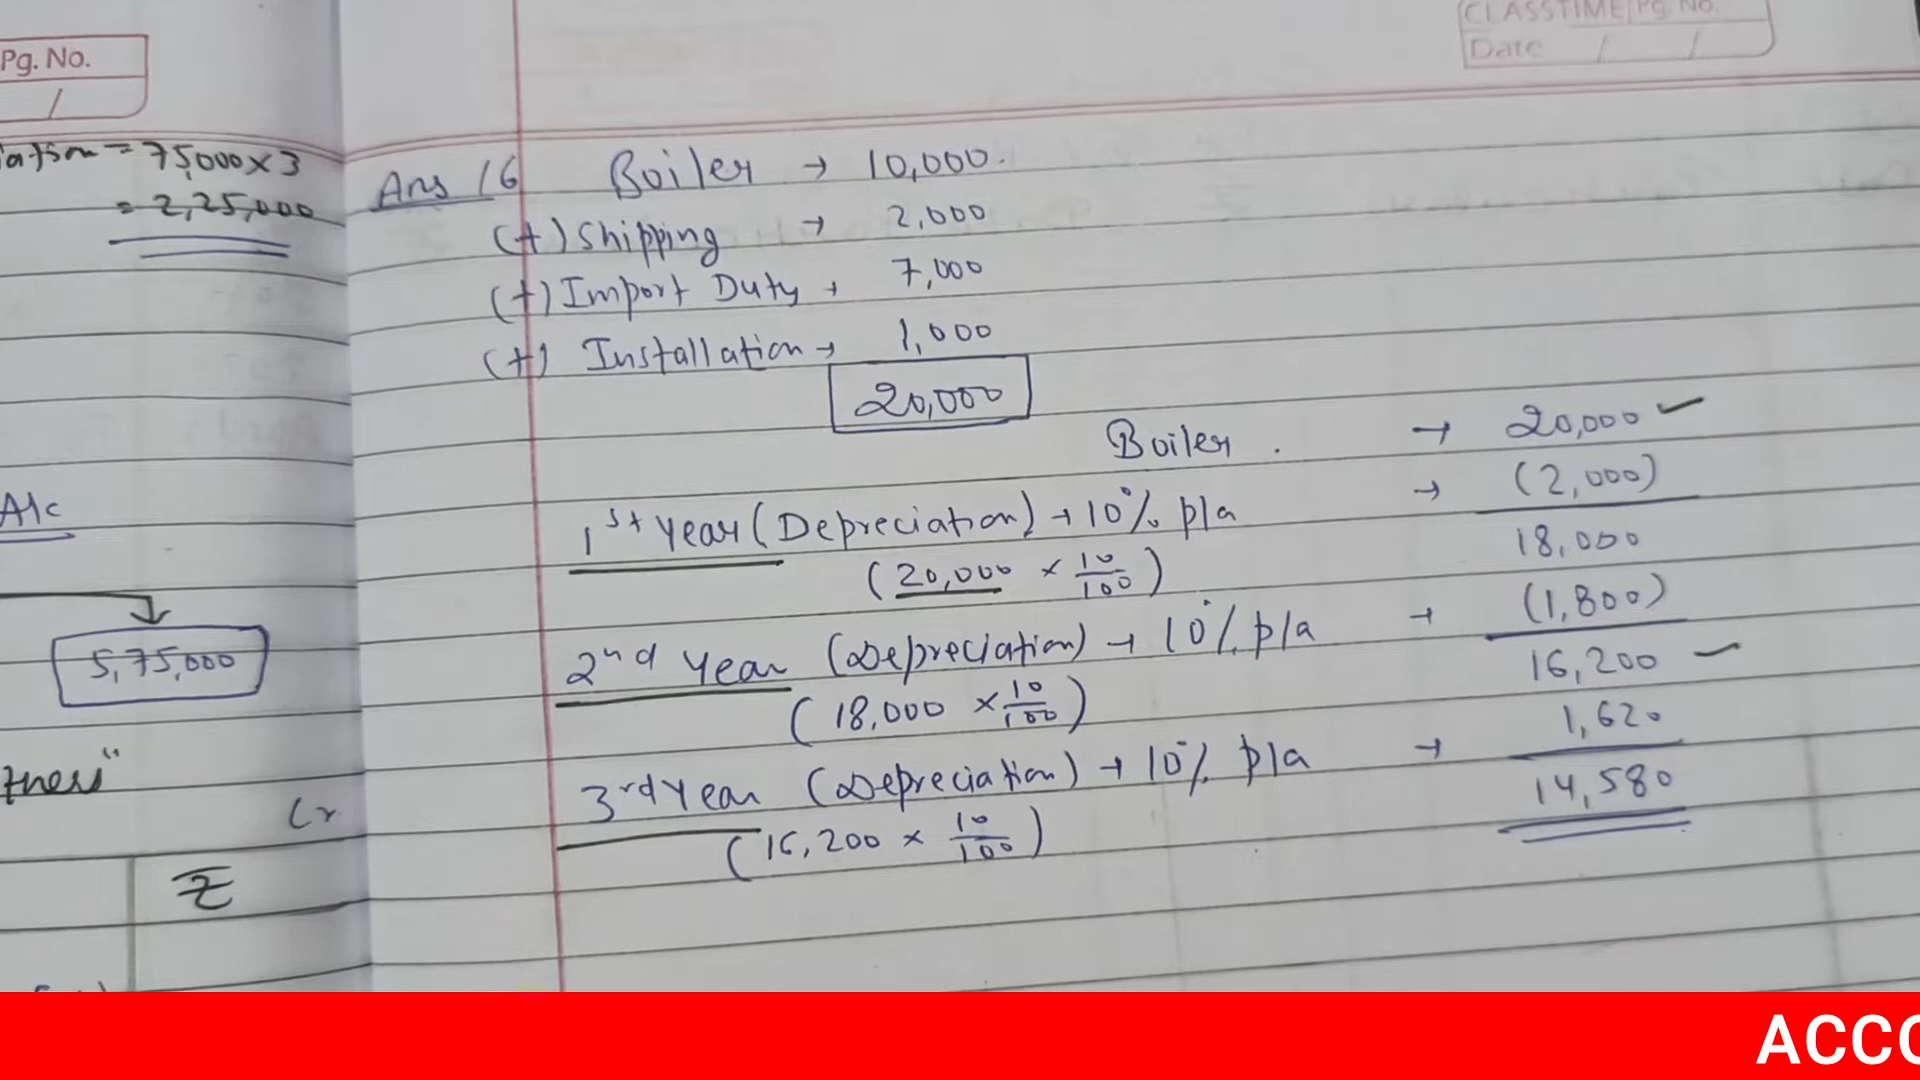 Pg. No.
/
= 75,000 x 3
= 2,25,000
A/c
5,75,000
Cr
₹
CLASSTIME Pg. No.
Date / /
Ans 16 Boiler → 10,000.
(+) Shipping → 2,000
(+) Import Duty → 7,000
(+) Installation → 1,000
20,000
Boiler . → 20,000
1st Year (Depreciation) → 10% p/a → (2,000)
(20,000 × 10/100) 18,000
2nd Year (Depreciation) → 10% p/a → (1,800)
(18,000 × 10/100) 16,200
3rd Year (Depreciation) → 10% p/a → 1,620
(16,200 × 10/100) 14,580
ACCO